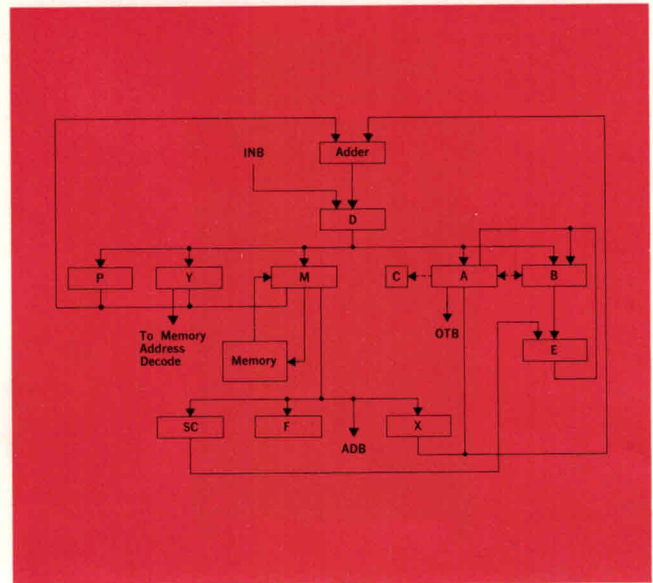 INB
Adder
D
P
Y
M
C
A
B
To Memory
Address
Decode
OTB
E
Memory
SC
F
ADB
X